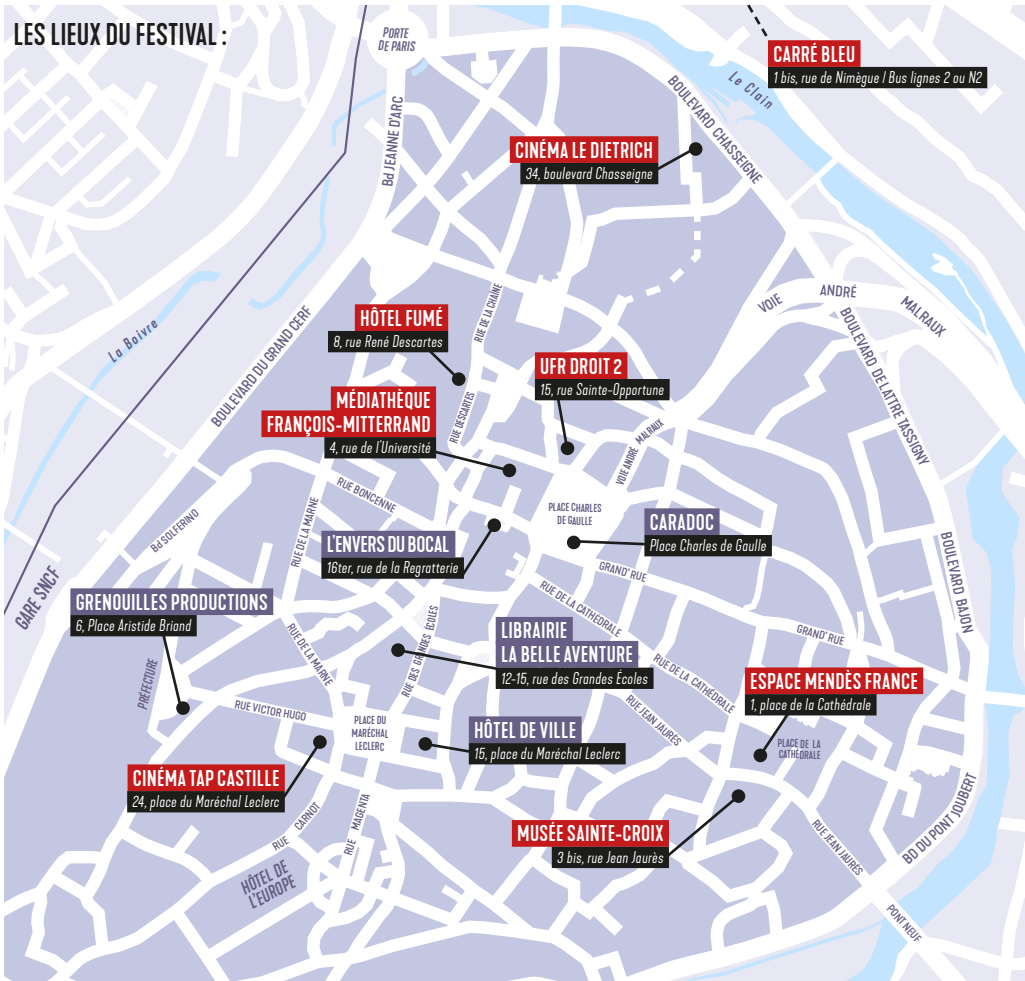 LES LIEUX DU FESTIVAL :
PORTE
DE PARIS
CARRÉ BLEU
1 bis, rue de Nimègue | Bus lignes 2 ou N2
Le Clain
BOULEVARD CHASSEIGNE
Bd JEANNE D'ARC
CINÉMA LE DIETRICH
34, boulevard Chasseigne
VOIE ANDRÉ MALRAUX
La Boivre
BOULEVARD DU GRAND CERF
RUE DE LA CHAÎNE
HÔTEL FUMÉ
8, rue René Descartes
BOULEVARD DE LATTRE TASSIGNY
UFR DROIT 2
15, rue Sainte-Opportune
MÉDIATHÈQUE
FRANÇOIS-MITTERRAND
4, rue de l'Université
RUE DESCARTES
VOIE ANDRÉ MALRAUX
RUE BONCENNE
PLACE CHARLES
DE GAULLE
Bd SOLFERINO
RUE DE LA MARNE
CARADOC
Place Charles de Gaulle
L'ENVERS DU BOCAL
16ter, rue de la Regratterie
BOULEVARD BAJON
GARE SNCF
GRAND' RUE
GRENOUILLES PRODUCTIONS
6, Place Aristide Briand
RUE DE LA CATHÉDRALE
GRAND' RUE
RUE DE LA MARNE
RUE DES GRANDES ÉCOLES
LIBRAIRIE
LA BELLE AVENTURE
12-15, rue des Grandes Écoles
RUE DE LA CATHÉDRALE
ESPACE MENDÈS FRANCE
1, place de la Cathédrale
PRÉFECTURE
RUE VICTOR HUGO
PLACE DU
MARÉCHAL
LECLERC
HÔTEL DE VILLE
15, place du Maréchal Leclerc
RUE JEAN JAURÈS
PLACE DE LA
CATHÉDRALE
CINÉMA TAP CASTILLE
24, place du Maréchal Leclerc
RUE CARNOT
RUE MAGENTA
MUSÉE SAINTE-CROIX
3 bis, rue Jean Jaurès
RUE JEAN JAURÈS
BD DU PONT JOUBERT
HÔTEL DE
L'EUROPE
PONT NEUF